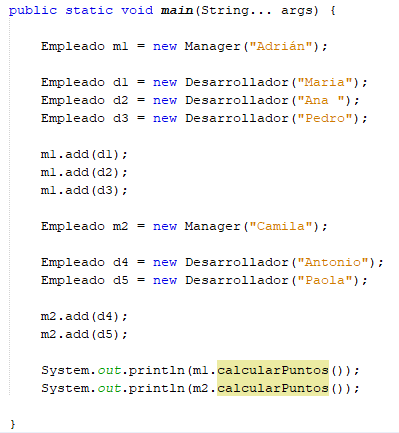 public static void main(String... args) {
Empleado m1 = new Manager("Adrián");
Empleado d1 = new Desarrollador("María");
Empleado d2 = new Desarrollador("Ana ");
Empleado d3 = new Desarrollador("Pedro");
m1.add(d1);
m1.add(d2);
m1.add(d3);
Empleado m2 = new Manager("Camila");
Empleado d4 = new Desarrollador("Antonio");
Empleado d5 = new Desarrollador("Paola");
m2.add(d4);
m2.add(d5);
System.out.println(m1.calcularPuntos());
System.out.println(m2.calcularPuntos());
}